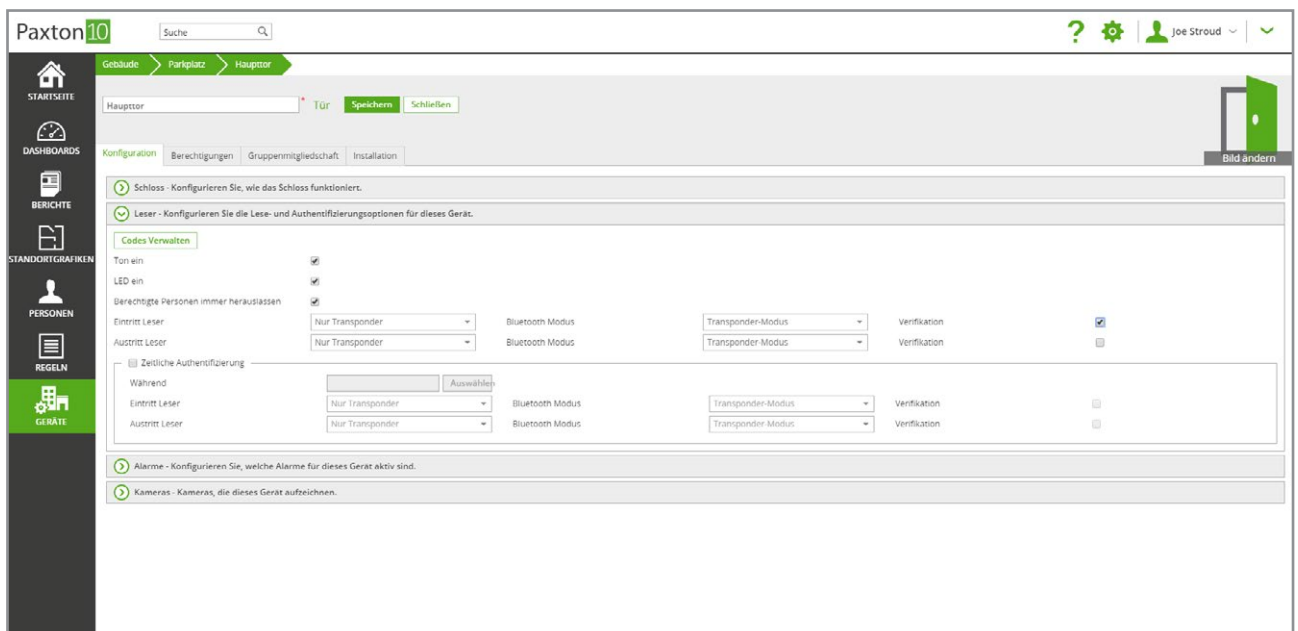 Paxton10
Suche
Joe Stroud
STARTSEITE
DASHBOARDS
BERICHTE
STANDORTGRAFIKEN
PERSONEN
REGELN
GERÄTE
Gebäude Parkplatz Haupttor
Haupttor * Tür Speichern Schließen
Bild ändern
Konfiguration Berechtigungen Gruppenmitgliedschaft Installation
Schloss - Konfigurieren Sie, wie das Schloss funktioniert.
Leser - Konfigurieren Sie die Lese- und Authentifizierungsoptionen für dieses Gerät.
Codes Verwalten
Ton ein
LED ein
Berechtigte Personen immer herauslassen
Eintritt Leser Nur Transponder Bluetooth Modus Transponder-Modus Verifikation
Austritt Leser Nur Transponder Bluetooth Modus Transponder-Modus Verifikation
Zeitliche Authentifizierung
Während Auswählen
Eintritt Leser Nur Transponder Bluetooth Modus Transponder-Modus Verifikation
Austritt Leser Nur Transponder Bluetooth Modus Transponder-Modus Verifikation
Alarme - Konfigurieren Sie, welche Alarme für dieses Gerät aktiv sind.
Kameras - Kameras, die dieses Gerät aufzeichnen.